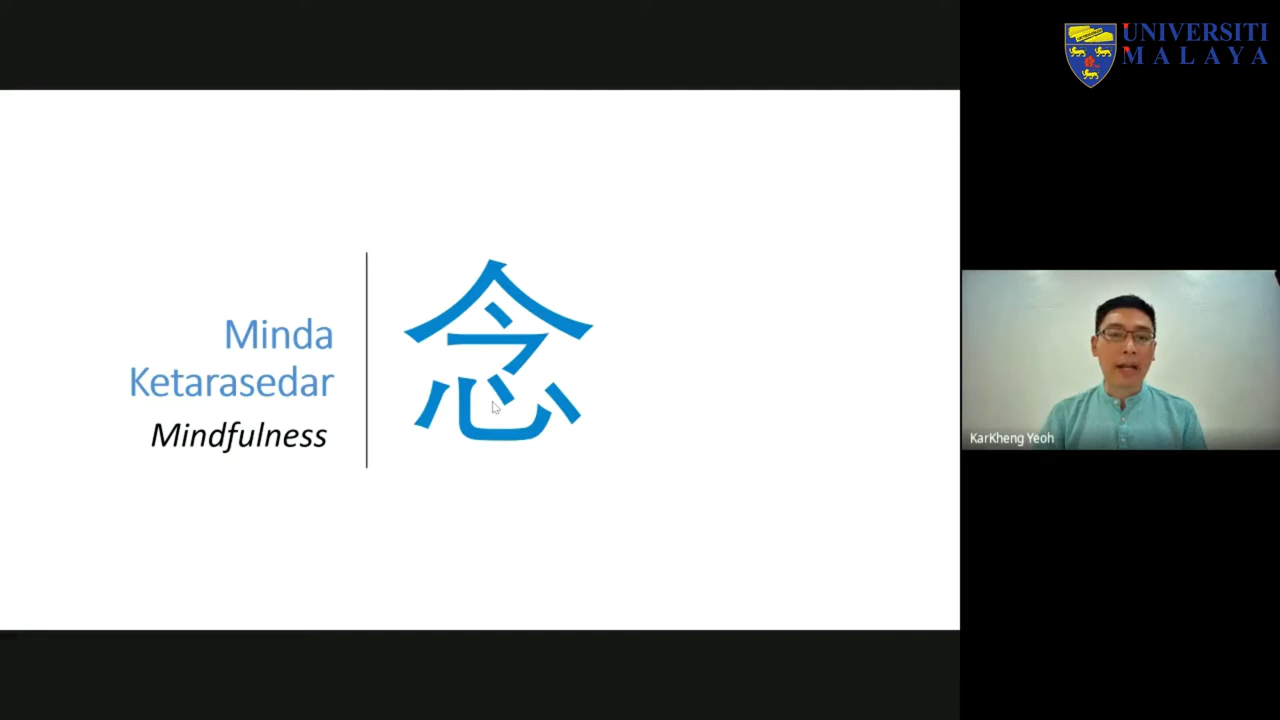 Minda
Ketarasedar
Mindfulness
念
UNIVERSITI
MALAYA
KarKheng Yeoh